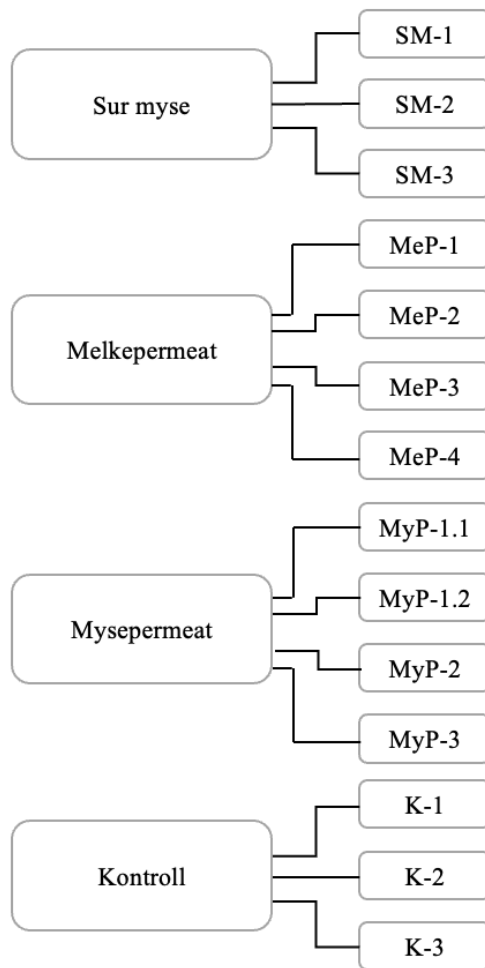 Sur myse
SM-1
SM-2
SM-3
Melkepermeat
MeP-1
MeP-2
MeP-3
MeP-4
Mysepermeat
MyP-1.1
MyP-1.2
MyP-2
MyP-3
Kontroll
K-1
K-2
K-3